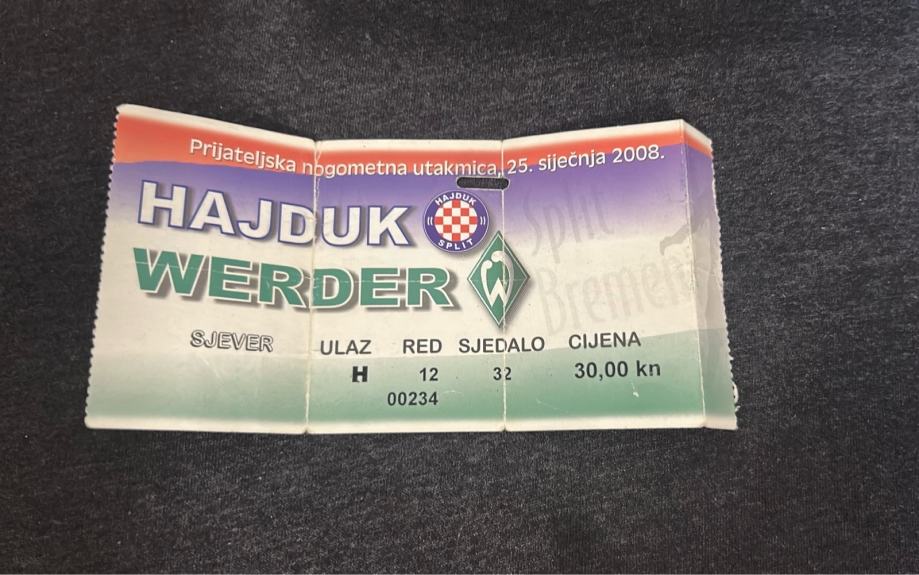 Prijateljska nogometna utakmica, 25. siječnja 2008.
HAJDUK
HAJDUK
SPLIT
WERDER
W
Split
Bremen
SJEVER
ULAZ RED SJEDALO CIJENA
H 12 32 30,00 kn
00234